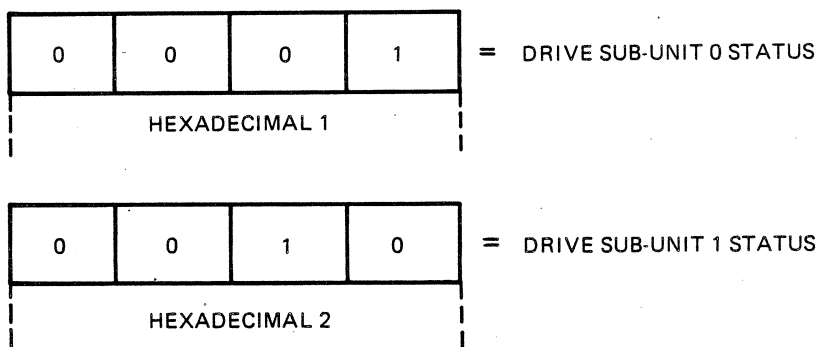 0 0 0 1 = DRIVE SUB-UNIT 0 STATUS
HEXADECIMAL 1
0 0 1 0 = DRIVE SUB-UNIT 1 STATUS
HEXADECIMAL 2